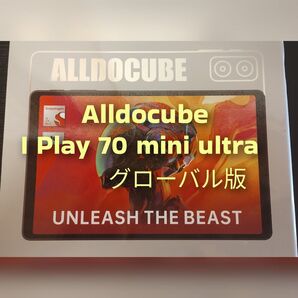 ALLDOCUBE
Alldocube
I Play 70 mini ultra
グローバル版
UNLEASH THE BEAST